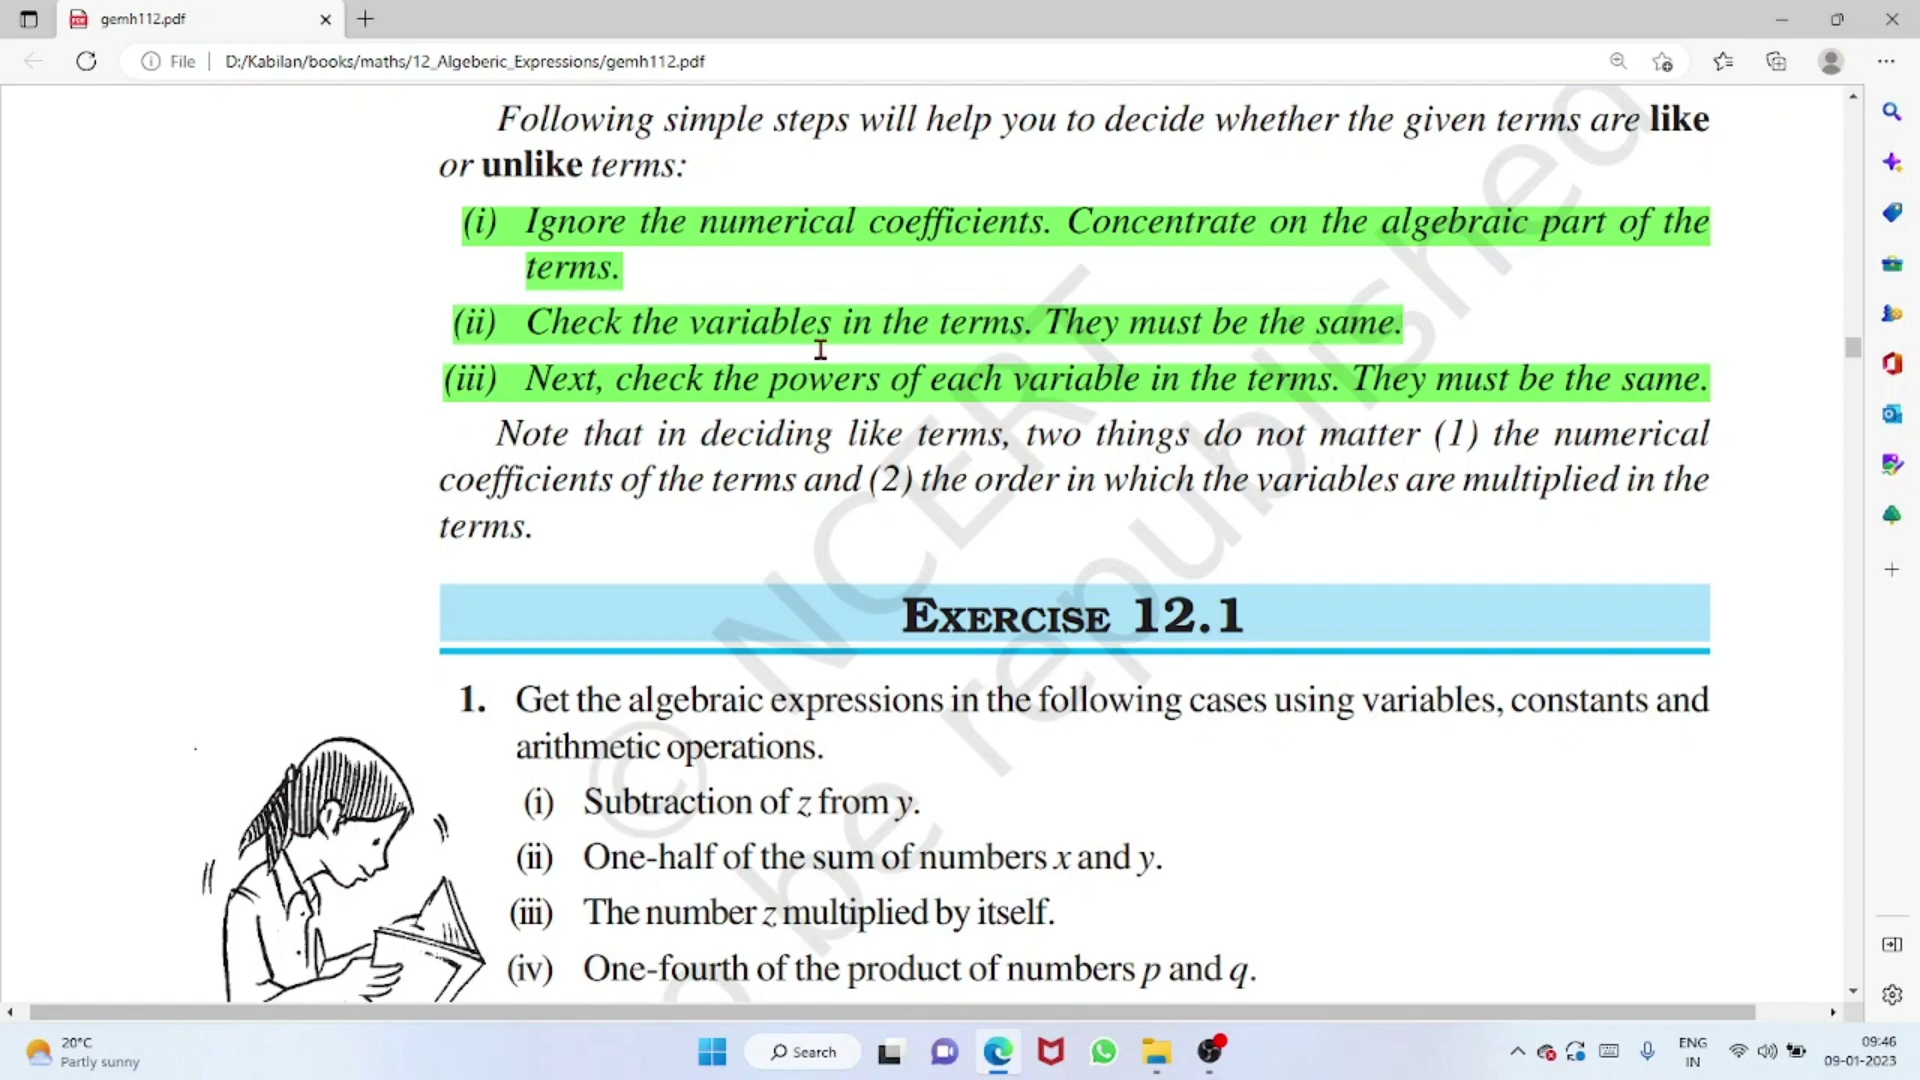 gemh112.pdf
File
D:/Kabilan/books/maths/12_Algeberic_Expressions/gemh112.pdf
Following simple steps will help you to decide whether the given terms are like
or unlike terms:
(i) Ignore the numerical coefficients. Concentrate on the algebraic part of the
terms.
(ii) Check the variables in the terms. They must be the same.
(iii) Next, check the powers of each variable in the terms. They must be the same.
Note that in deciding like terms, two things do not matter (1) the numerical
coefficients of the terms and (2) the order in which the variables are multiplied in the
terms.
© NCERT
be republished
EXERCISE 12.1
1. Get the algebraic expressions in the following cases using variables, constants and
arithmetic operations.
(i) Subtraction of z from y.
(ii) One-half of the sum of numbers x and y.
(iii) The number z multiplied by itself.
(iv) One-fourth of the product of numbers p and q.
20°C
Partly sunny
Search
ENG
IN
09:46
09-01-2023